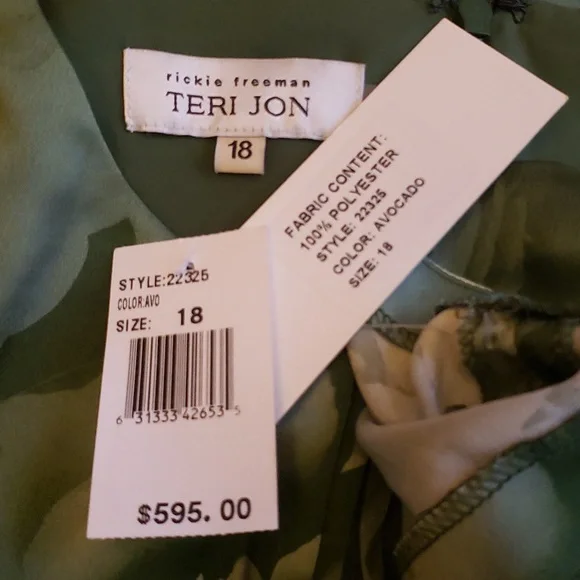 rickie freeman
TERI JON
18
FABRIC CONTENT:
100% POLYESTER
STYLE: 22325
COLOR: AVOCADO
SIZE: 18
STYLE:22325
COLOR:AVO
SIZE: 18
6 31333 42653 5
$595.00